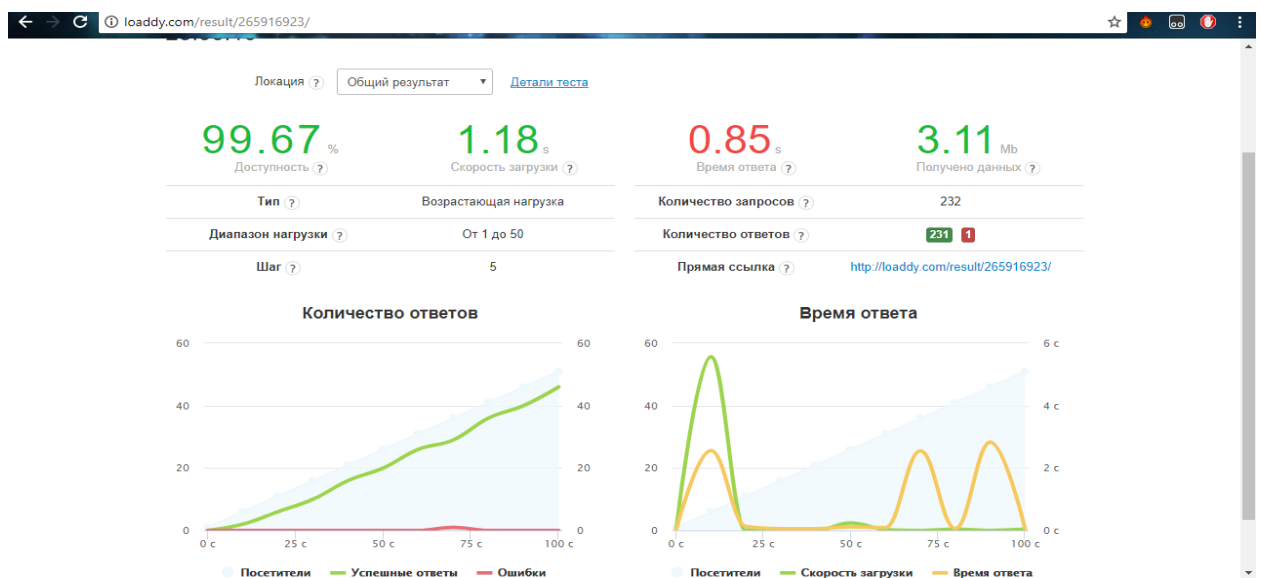 loaddy.com/result/265916923/
Локация ? Общий результат Детали теста
99.67 % 1.18 s 0.85 s 3.11 Mb
Доступность ? Скорость загрузки ? Время ответа ? Получено данных ?
Тип ? Возрастающая нагрузка Количество запросов ? 232
Диапазон нагрузки ? От 1 до 50 Количество ответов ? 231 1
Шаг ? 5 Прямая ссылка ? http://loaddy.com/result/265916923/
Количество ответов Время ответа
60 60 60 6 с
40 40 40 4 с
20 20 20 2 с
0 0 0 0 с
0 с 25 с 50 с 75 с 100 с 0 с 25 с 50 с 75 с 100 с
Посетители Успешные ответы Ошибки Посетители Скорость загрузки Время ответа